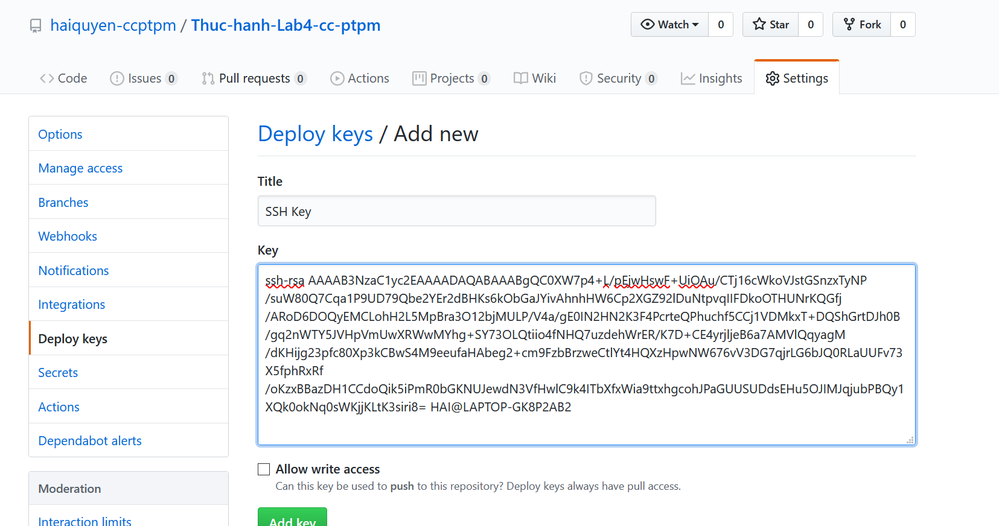 haiquyen-ccptpm / Thuc-hanh-Lab4-cc-ptpm
Watch 0 Star 0 Fork 0
Code Issues 0 Pull requests 0 Actions Projects 0 Wiki Security 0 Insights Settings
Options
Manage access
Branches
Webhooks
Notifications
Integrations
Deploy keys
Secrets
Actions
Dependabot alerts
Moderation
Interaction limits
Deploy keys / Add new
Title
SSH Key
Key
ssh-rsa AAAAB3NzaC1yc2EAAAADAQABAAABgQC0XW7p4+L/pEjwHswF+UiOAu/CTj16cWkoVJstGSnzxTyNP
/suW80Q7Cqa1P9UD79Qbe2YEr2dBHKs6kObGaJYivAhnhHW6Cp2XGZ92lDuNtpvqIIFDkoOTHUNrKQGfj
/ARoD6DOQyEMCLohH2L5MpBra3O12bjMULP/V4a/gE0IN2HN2K3F4PcrteQPhuchf5CCj1VDMkxT+DQShGrtDJh0B
/gq2nWTY5JVHpVmUwXRWwMYhg+SY73OLQtiio4fNHQ7uzdehWrER/K7D+CE4yrjljeB6a7AMVlQqyagM
/dKHijg23pfc80Xp3kCBwS4M9eeufaHAbeg2+cm9FzbBrzweCtlYt4HQXzHpwNW676vV3DG7qjrLG6bJQ0RLaUUFv73
X5fphRxRf
/oKzxBBazDH1CCdoQik5iPmR0bGKNUJewdN3VfHwlC9k4ITbXfxWia9ttxhgcohJPaGUUSUDdsEHu5OJIMJqjubPBQy1
XQk0okNq0sWKjjKLtK3siri8= HAI@LAPTOP-GK8P2AB2
Allow write access
Can this key be used to push to this repository? Deploy keys always have pull access.
Add key